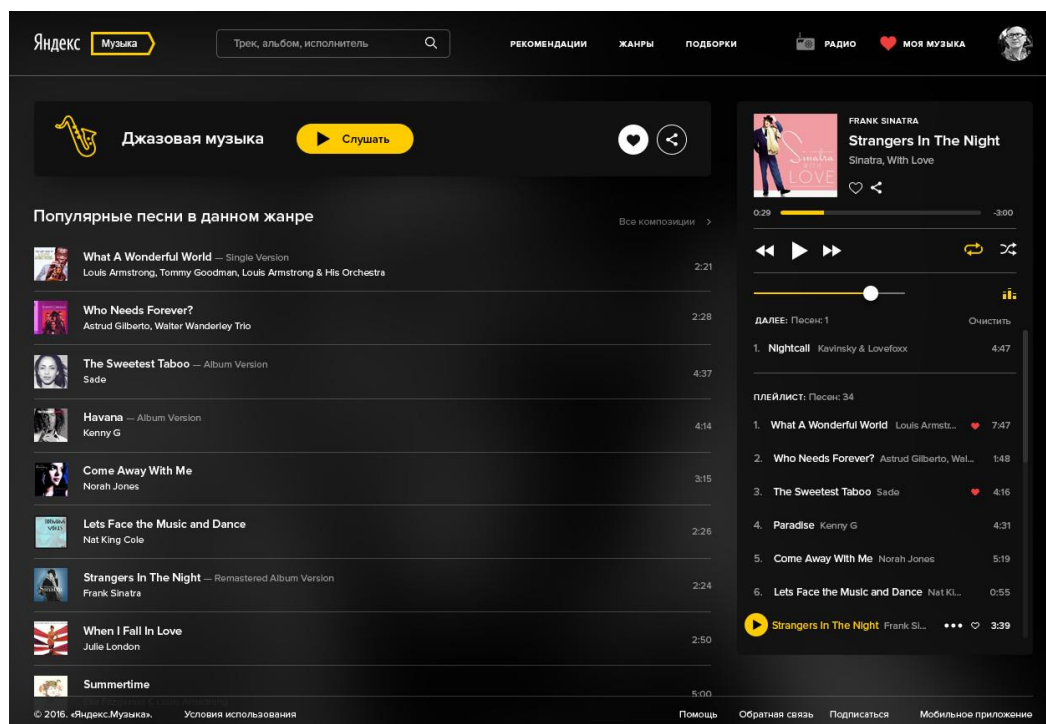 Яндекс Музыка
Трек, альбом, исполнитель
РЕКОМЕНДАЦИИ ЖАНРЫ ПОДБОРКИ
РАДИО МОЯ МУЗЫКА
Джазовая музыка Слушать
Популярные песни в данном жанре
Все композиции
What A Wonderful World — Single Version
Louis Armstrong, Tommy Goodman, Louis Armstrong & His Orchestra
2:21
Who Needs Forever?
Astrud Gilberto, Walter Wanderley Trio
2:28
The Sweetest Taboo — Album Version
Sade
4:37
Havana — Album Version
Kenny G
4:14
Come Away With Me
Norah Jones
3:15
Lets Face the Music and Dance
Nat King Cole
2:26
Strangers In The Night — Remastered Album Version
Frank Sinatra
2:24
When I Fall In Love
Julie London
2:50
Summertime
5:00
Sinatra
WITH
LOVE
FRANK SINATRA
Strangers In The Night
Sinatra, With Love
0:29 -3:00
ДАЛЕЕ: Песен: 1 Очистить
1. Nightcall Kavinsky & Lovefoxx 4:47
ПЛЕЙЛИСТ: Песен: 34
1. What A Wonderful World Louis Armstr... 7:47
2. Who Needs Forever? Astrud Gilberto, Wal... 1:48
3. The Sweetest Taboo Sade 4:16
4. Paradise Kenny G 4:31
5. Come Away With Me Norah Jones 5:19
6. Lets Face the Music and Dance Nat Ki... 0:55
Strangers In The Night Frank Si... 3:39
© 2016. «Яндекс.Музыка». Условия использования
Помощь Обратная связь Подписаться Мобильное приложение